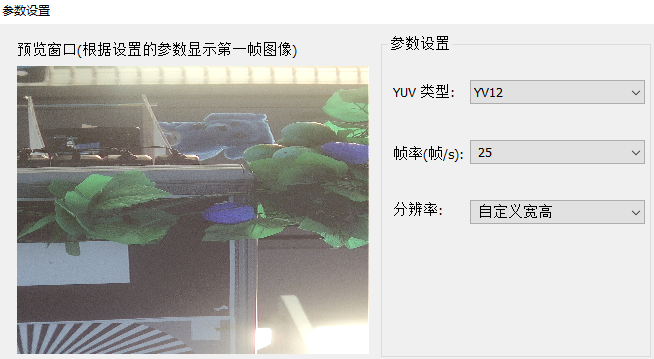 参数设置
预览窗口(根据设置的参数显示第一帧图像)
参数设置
YUV 类型:
YV12
帧率(帧/s):
25
分辨率:
自定义宽高